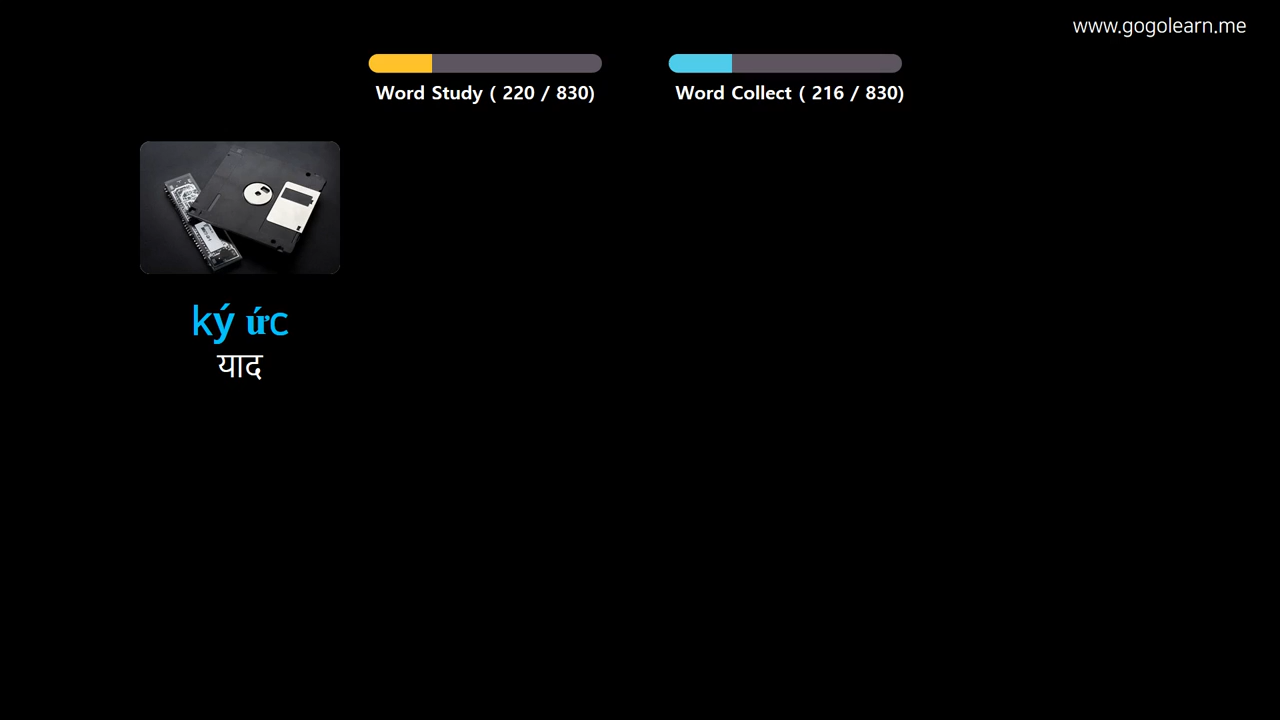 www.gogolearn.me
Word Study ( 220 / 830)
Word Collect ( 216 / 830)
ký ức
याद